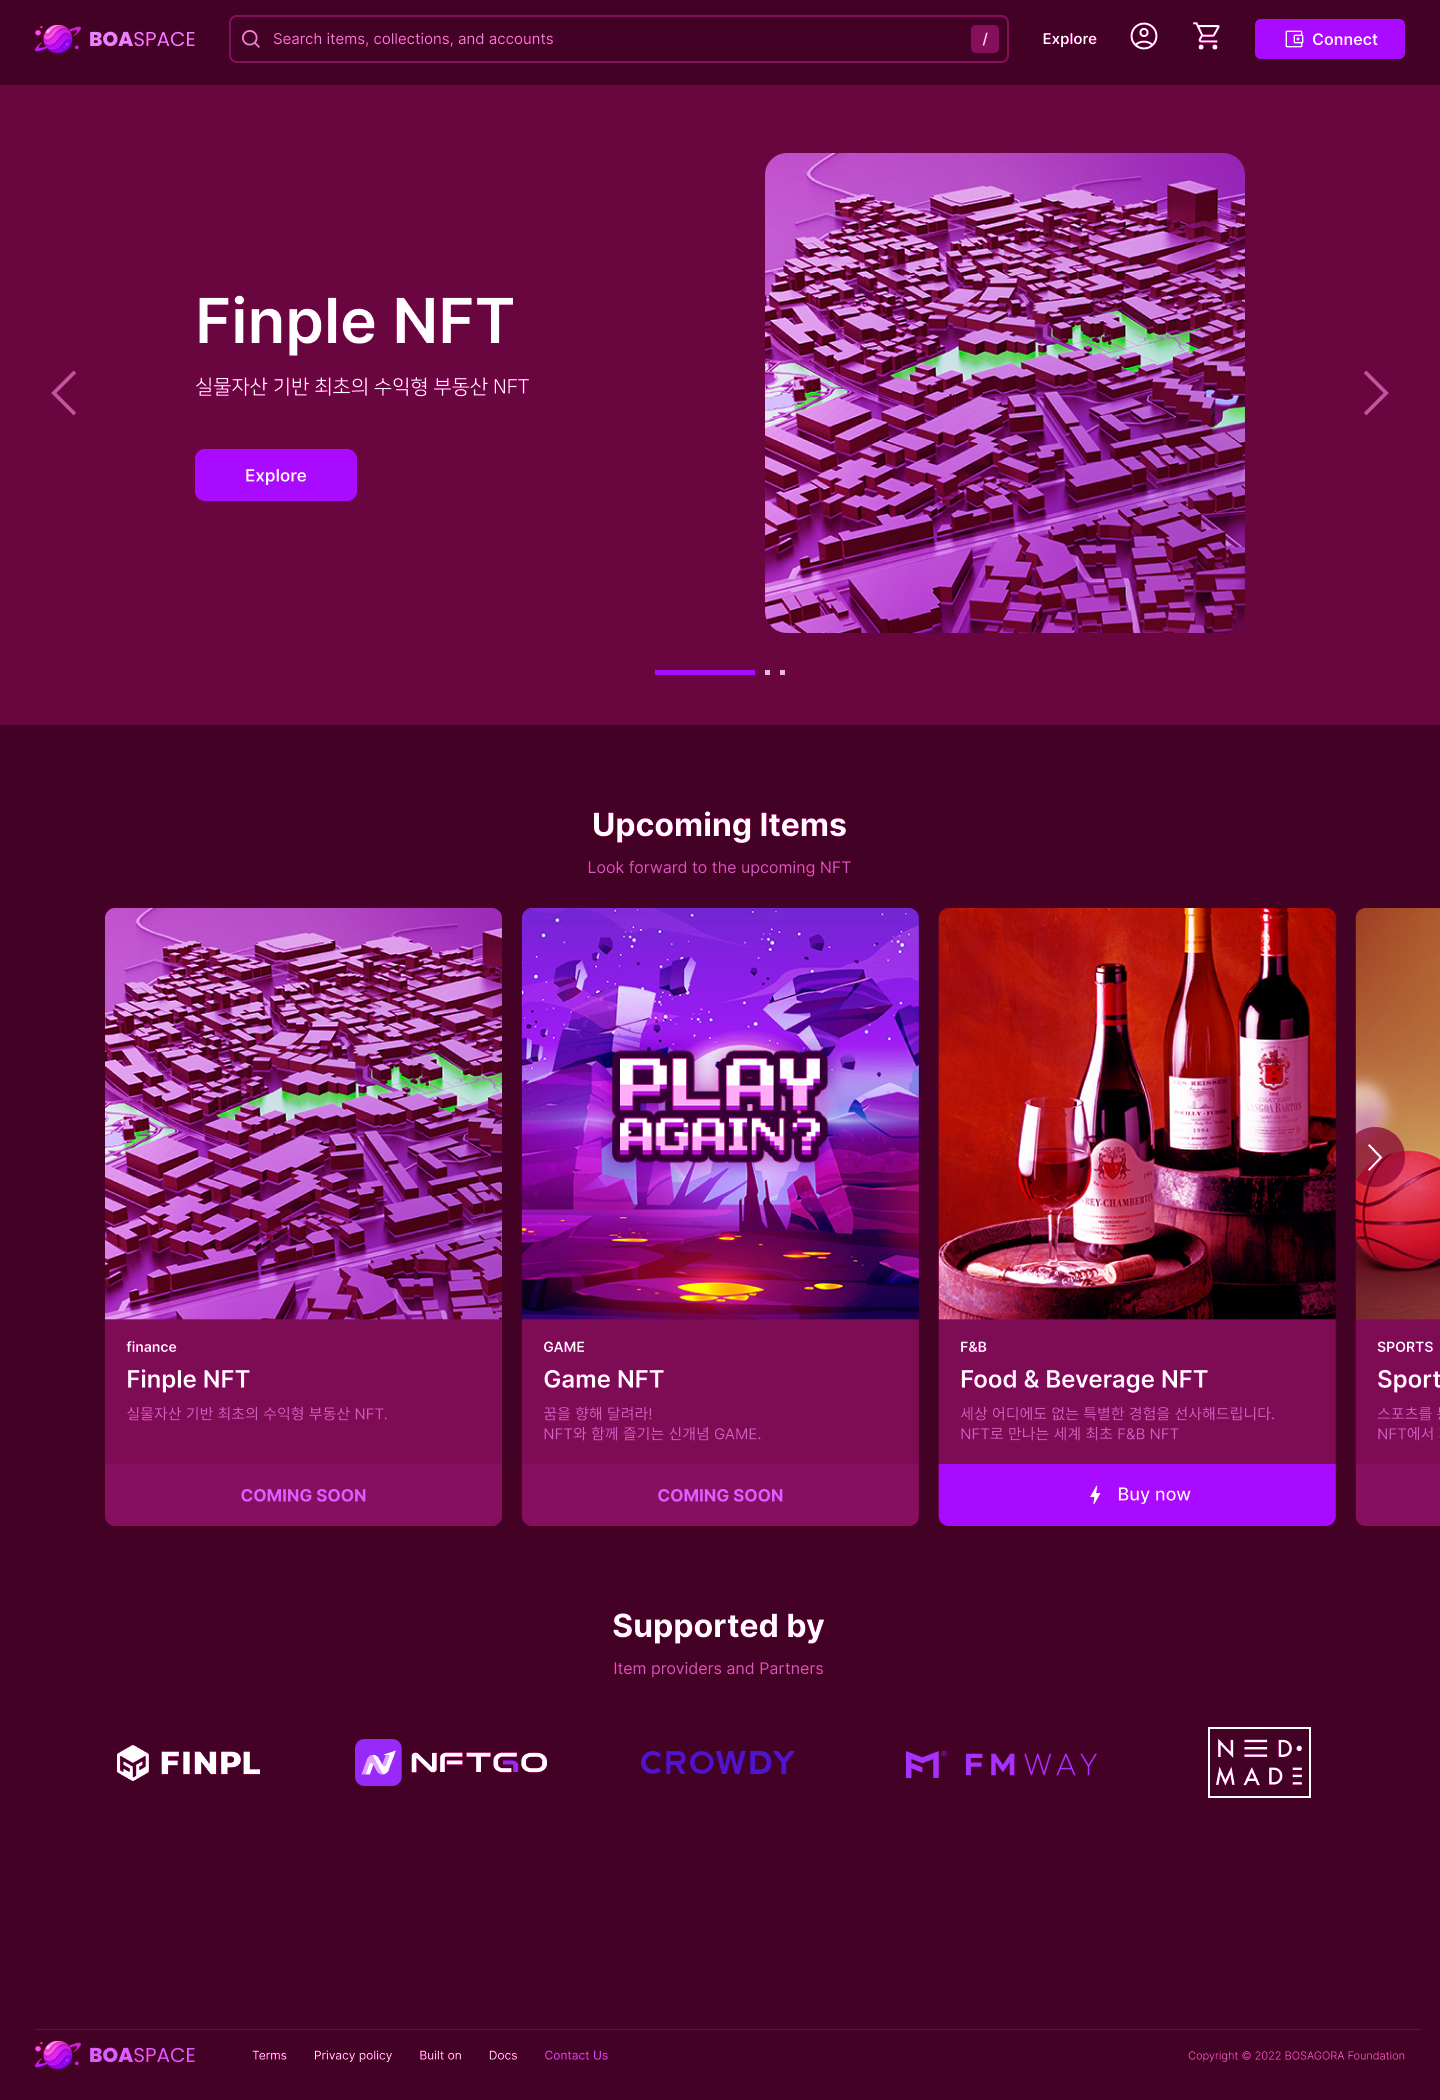 BOASPACE
Search items, collections, and accounts
/
Explore
Connect
Finple NFT
실물자산 기반 최초의 수익형 부동산 NFT
Explore
Upcoming Items
Look forward to the upcoming NFT
PLAY
AGAIN?
finance
Finple NFT
실물자산 기반 최초의 수익형 부동산 NFT.
COMING SOON
GAME
Game NFT
꿈을 향해 달려라!
NFT와 함께 즐기는 신개념 GAME.
COMING SOON
F&B
Food & Beverage NFT
세상 어디에도 없는 특별한 경험을 선사해드립니다.
NFT로 만나는 세계 최초 F&B NFT
Buy now
SPORTS
Sport
스포츠를
NFT에서
Supported by
Item providers and Partners
FINPL
NFTGO
CROWDY
FMWAY
NEED.
MADE
BOASPACE
Terms
Privacy policy
Built on
Docs
Contact Us
Copyright © 2022 BOSAGORA Foundation